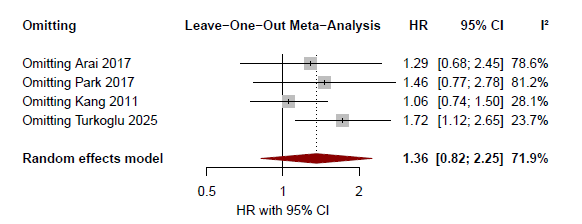 Omitting Leave−One−Out Meta−Analysis HR 95% CI I²
Omitting Arai 2017 1.29 [0.68; 2.45] 78.6%
Omitting Park 2017 1.46 [0.77; 2.78] 81.2%
Omitting Kang 2011 1.06 [0.74; 1.50] 28.1%
Omitting Turkoglu 2025 1.72 [1.12; 2.65] 23.7%
Random effects model 1.36 [0.82; 2.25] 71.9%
0.5 1 2
HR with 95% CI